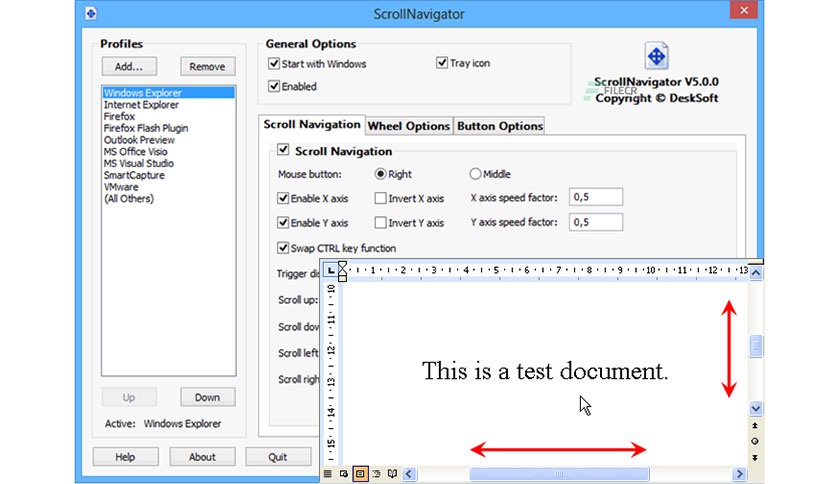 ScrollNavigator
Profiles
Add...
Remove
Windows Explorer
Internet Explorer
Firefox
Firefox Flash Plugin
Outlook Preview
MS Office Visio
MS Visual Studio
SmartCapture
VMware
(All Others)
Up
Down
Active: Windows Explorer
Help
About
Quit
General Options
Start with Windows
Tray icon
Enabled
ScrollNavigator V5.0.0
FILECR
Copyright © DeskSoft
Scroll Navigation
Wheel Options
Button Options
Scroll Navigation
Mouse button:
Right
Middle
Enable X axis
Invert X axis
X axis speed factor:
0,5
Enable Y axis
Invert Y axis
Y axis speed factor:
0,5
Swap CTRL key function
Trigger dis
Scroll up:
Scroll dow
Scroll left
Scroll righ
1 2 3 4 5 6 7 8 9 10 11 12 13
10
11
12
13
14
15
This is a test document.